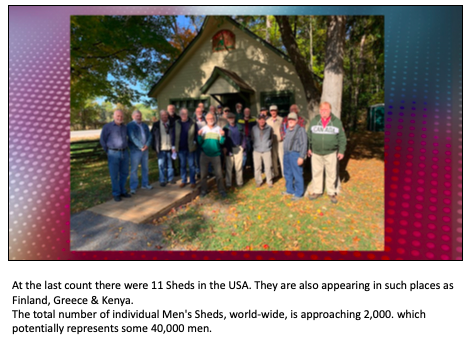 CANADA
At the last count there were 11 Sheds in the USA. They are also appearing in such places as
Finland, Greece & Kenya.
The total number of individual Men's Sheds, world-wide, is approaching 2,000. which
potentially represents some 40,000 men.